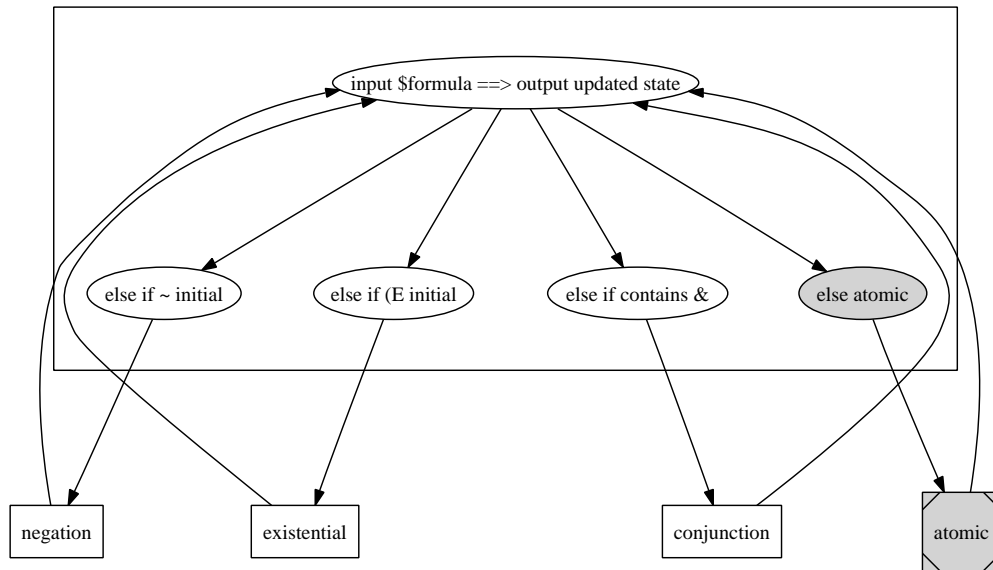 input $formula ==> output updated state
else if ~ initial
else if (E initial
else if contains &
else atomic
negation
existential
conjunction
atomic